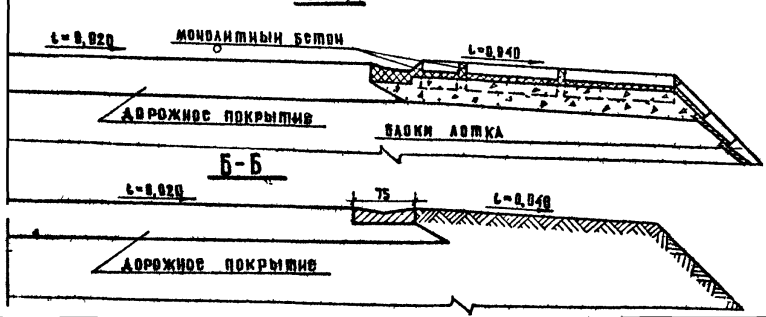 i=0,020
МОНОЛИТНЫЙ БЕТОН
i=0,040
ДОРОЖНОЕ ПОКРЫТИЕ
БЛОКИ ЛОТКА
Б-Б
i=0,020
75
i=0,040
ДОРОЖНОЕ ПОКРЫТИЕ